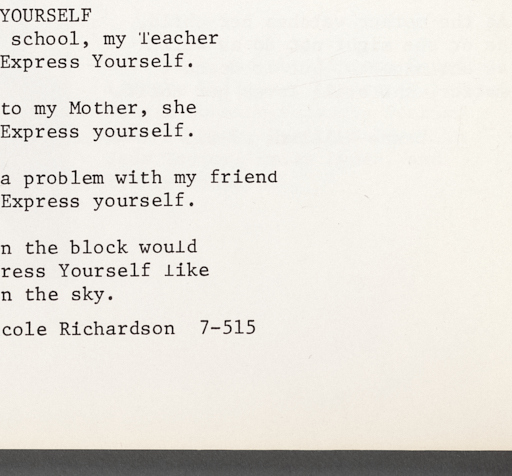 YOURSELF
school, my Teacher
Express Yourself.
to my Mother, she
Express yourself.
a problem with my friend
Express yourself.
n the block would
ress Yourself like
n the sky.
cole Richardson 7-515